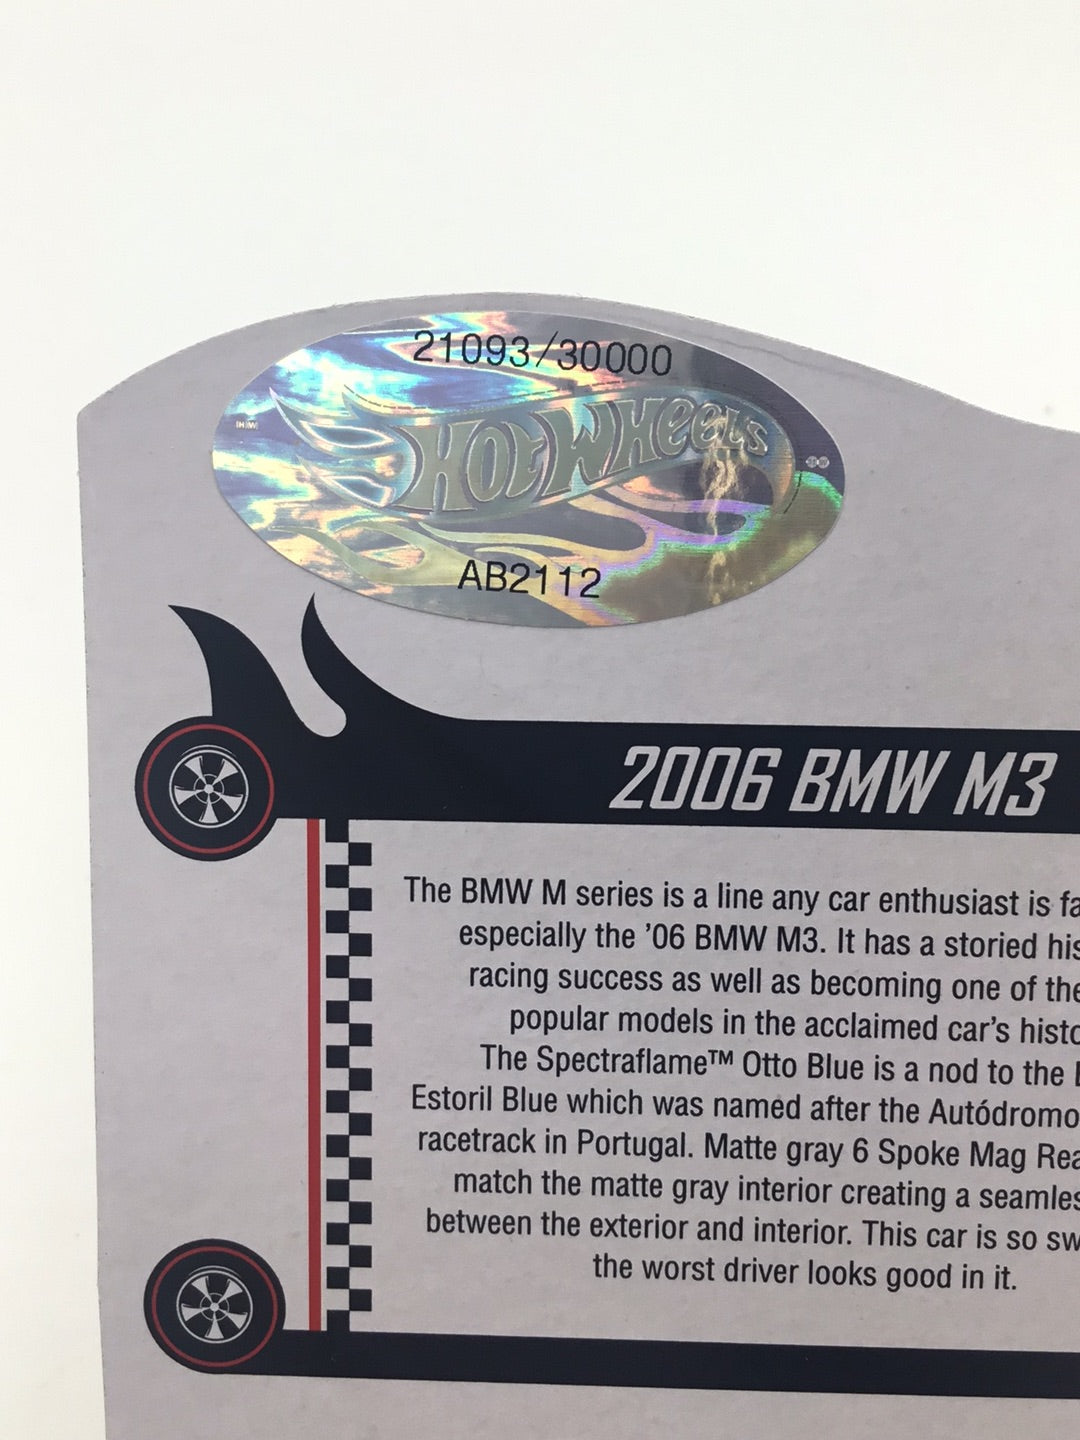 21093/30000
HOT WHEELS
AB2112
2006 BMW M3
The BMW M series is a line any car enthusiast is fa
especially the ’06 BMW M3. It has a storied his
racing success as well as becoming one of the
popular models in the acclaimed car’s histo
The Spectraflame™ Otto Blue is a nod to the
Estoril Blue which was named after the Autódromo
racetrack in Portugal. Matte gray 6 Spoke Mag Rea
match the matte gray interior creating a seamles
between the exterior and interior. This car is so sw
the worst driver looks good in it.